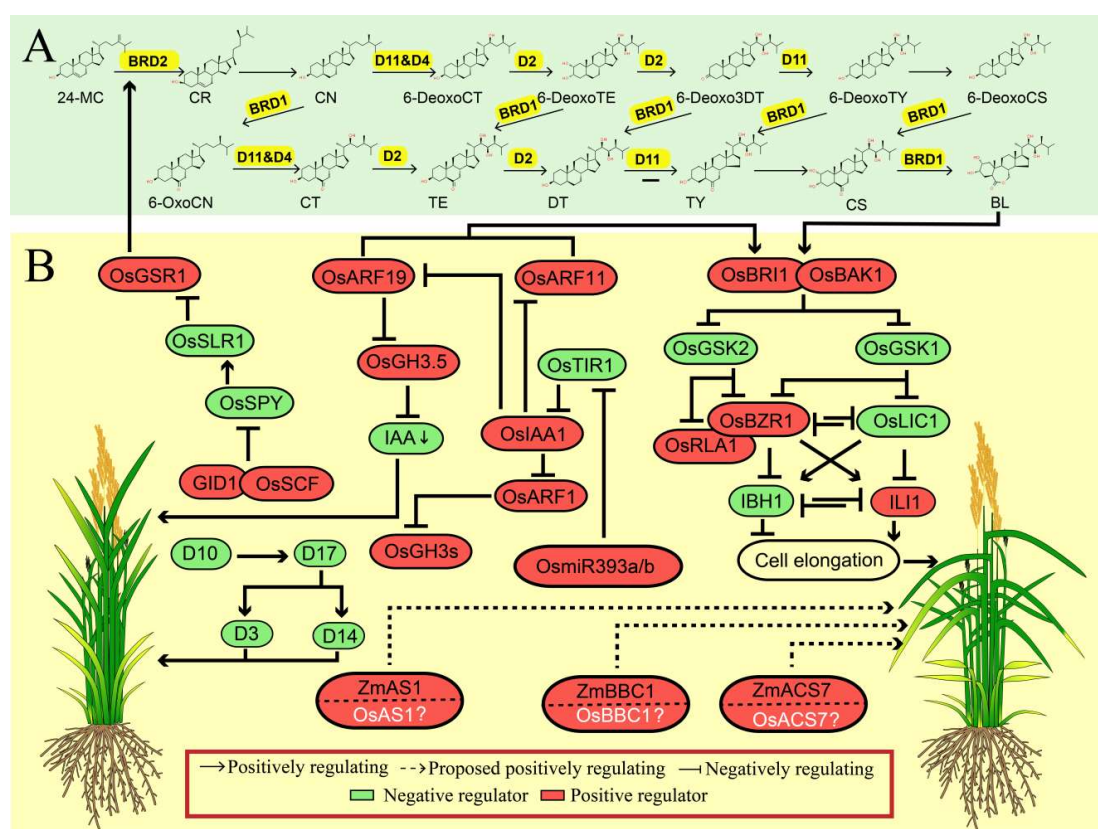 A
BRD2
D11&D4
D2
D2
D11
24-MC
CR
CN
6-DeoxoCT
6-DeoxoTE
6-Deoxo3DT
6-DeoxoTY
6-DeoxoCS
BRD1
BRD1
BRD1
BRD1
BRD1
D11&D4
D2
D2
D11
BRD1
6-OxoCN
CT
TE
DT
TY
CS
BL
B
OsGSR1
OsARF19
OsARF11
OsBRI1
OsBAK1
OsSLR1
OsGH3.5
OsTIR1
OsGSK2
OsGSK1
OsSPY
IAA↓
OsIAA1
OsBZR1
OsLIC1
OsRLA1
GID1
OsSCF
OsARF1
IBH1
ILI1
D10
D17
OsGH3s
OsmiR393a/b
Cell elongation
D3
D14
ZmAS1
OsAS1?
ZmBBC1
OsBBC1?
ZmACS7
OsACS7?
Positively regulating
Proposed positively regulating
Negatively regulating
Negative regulator
Positive regulator